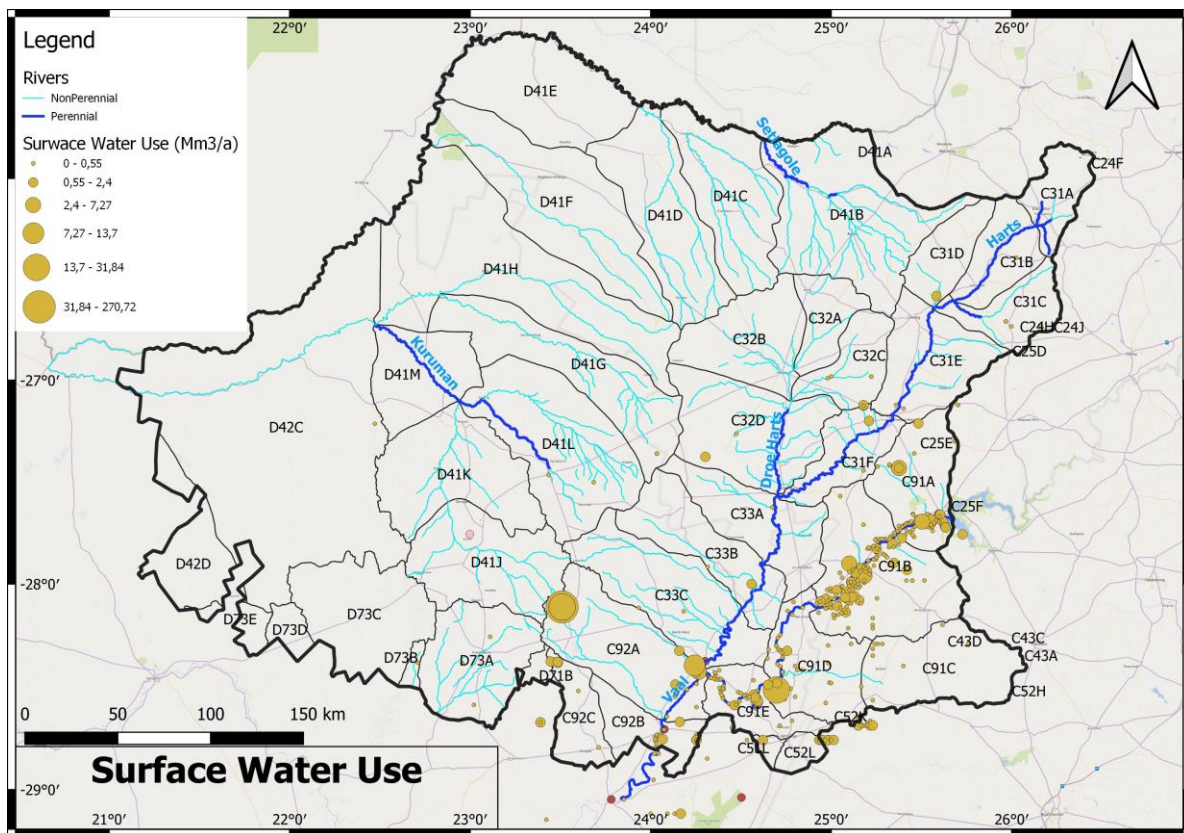 22°0'
23°0'
24°0'
25°0'
26°0'
Legend
Rivers
NonPerennial
Perennial
Surwace Water Use (Mm3/a)
0 - 0,55
0,55 - 2,4
2,4 - 7,27
7,27 - 13,7
13,7 - 31,84
31,84 - 270,72
D41E
Setlagole
D41A
C24F
C31A
D41F
D41D
D41C
D41B
Harts
C31D
C31B
D41H
C31C
C32A
C24H
C24J
C32B
C32C
C25D
C31E
D41G
-27°0'
Kuruman
D41M
D42C
C32D
Droe Harts
D41L
C25E
C31F
D41K
C91A
C33A
C25F
C33B
D41J
C91B
-28°0'
D42D
C33C
D73C
D73E
D73D
C92A
C43D
C43C
C43A
D73B
D73A
D71B
C91D
C91C
Vaal
C52H
C91E
0
50
100
150 km
C92C
C92B
C52K
C51L
C52L
Surface Water Use
-29°0'
21°0'
22°0'
23°0'
24°0'
25°0'
26°0'